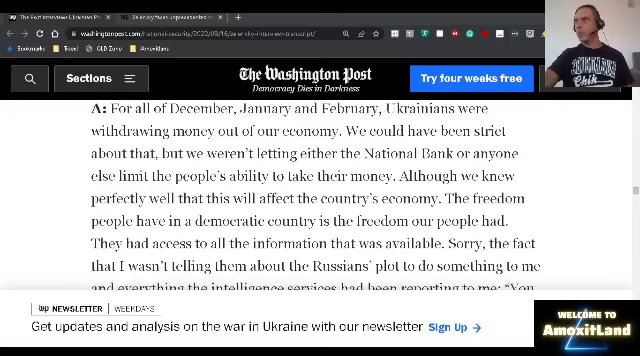 The Post Interviews Ukrainian Pr
Zelensky faces unprecedented
washingtonpost.com/national-security/2022/08/16/zelensky-interview-transcript/
Bookmarks
Travel
OLD Zone
Amoxitlans
Sections
The Washington Post
Democracy Dies in Darkness
Try four weeks free
A: For all of December, January and February, Ukrainians were
withdrawing money out of our economy. We could have been strict
about that, but we weren't letting either the National Bank or anyone
else limit the people's ability to take their money. Although we knew
perfectly well that this will affect the country's economy. The freedom
people have in a democratic country is the freedom our people had.
They had access to all the information that was available. Sorry, the fact
that I wasn't telling them about the Russians' plot to do something to me
and everything the intelligence services had been reporting to me: “You
wp NEWSLETTER | WEEKDAYS
Get updates and analysis on the war in Ukraine with our newsletter Sign Up →
WELCOME TO
AmoxitLand